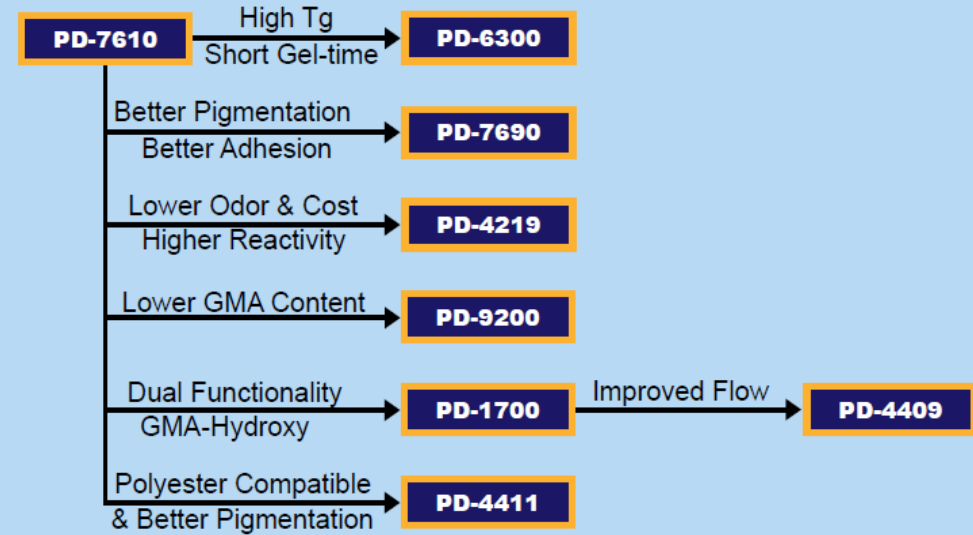 PD-7610
High Tg
Short Gel-time
PD-6300
Better Pigmentation
Better Adhesion
PD-7690
Lower Odor & Cost
Higher Reactivity
PD-4219
Lower GMA Content
PD-9200
Dual Functionality
GMA-Hydroxy
PD-1700
Improved Flow
PD-4409
Polyester Compatible
& Better Pigmentation
PD-4411